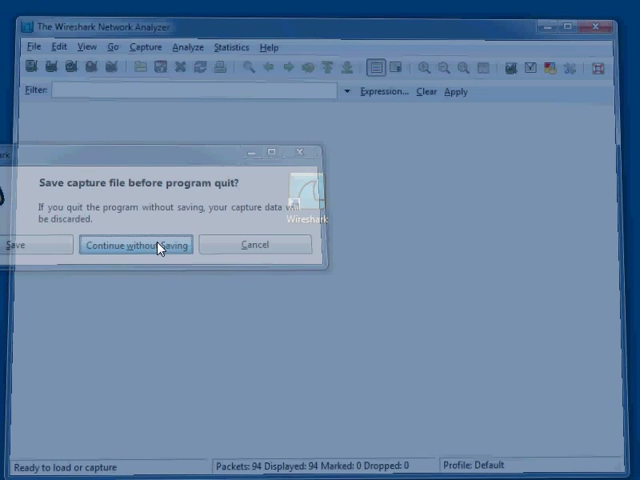 The Wireshark Network Analyzer
File Edit View Go Capture Analyze Statistics Help
Filter: Expression... Clear Apply
Save capture file before program quit?
If you quit the program without saving, your capture data will
be discarded.
Wireshark
Save Continue without Saving Cancel
Ready to load or capture Packets: 94 Displayed: 94 Marked: 0 Dropped: 0 Profile: Default